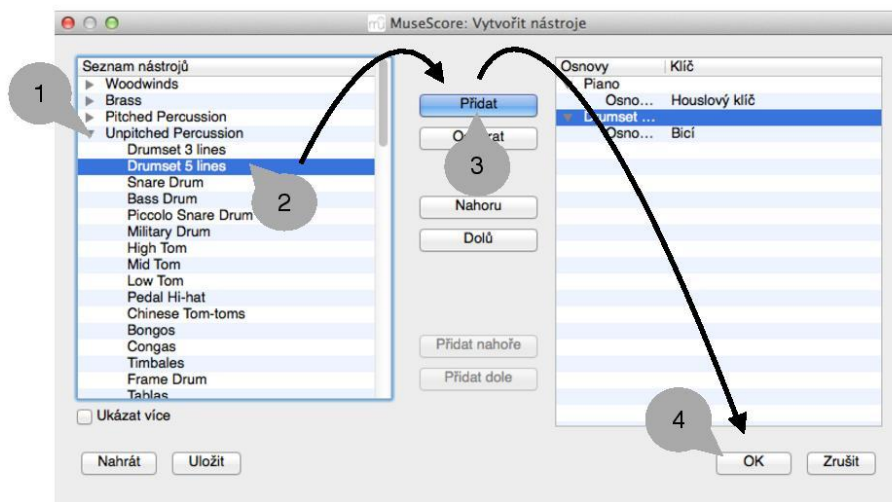 MuseScore: Vytvořit nástroje
Seznam nástrojů
Woodwinds
Brass
Pitched Percussion
Unpitched Percussion
Drumset 3 lines
Drumset 5 lines
Snare Drum
Bass Drum
Piccolo Snare Drum
Military Drum
High Tom
Mid Tom
Low Tom
Pedal Hi-hat
Chinese Tom-toms
Bongos
Congas
Timbales
Frame Drum
Tablas
Ukázat více
Nahrát Uložit
1
2
Přidat
3
Nahoru
Dolů
Přidat nahoře
Přidat dole
Osnovy Klíč
Piano
Osno... Houslový klíč
Drumset ...
Osno... Bicí
4
OK Zrušit